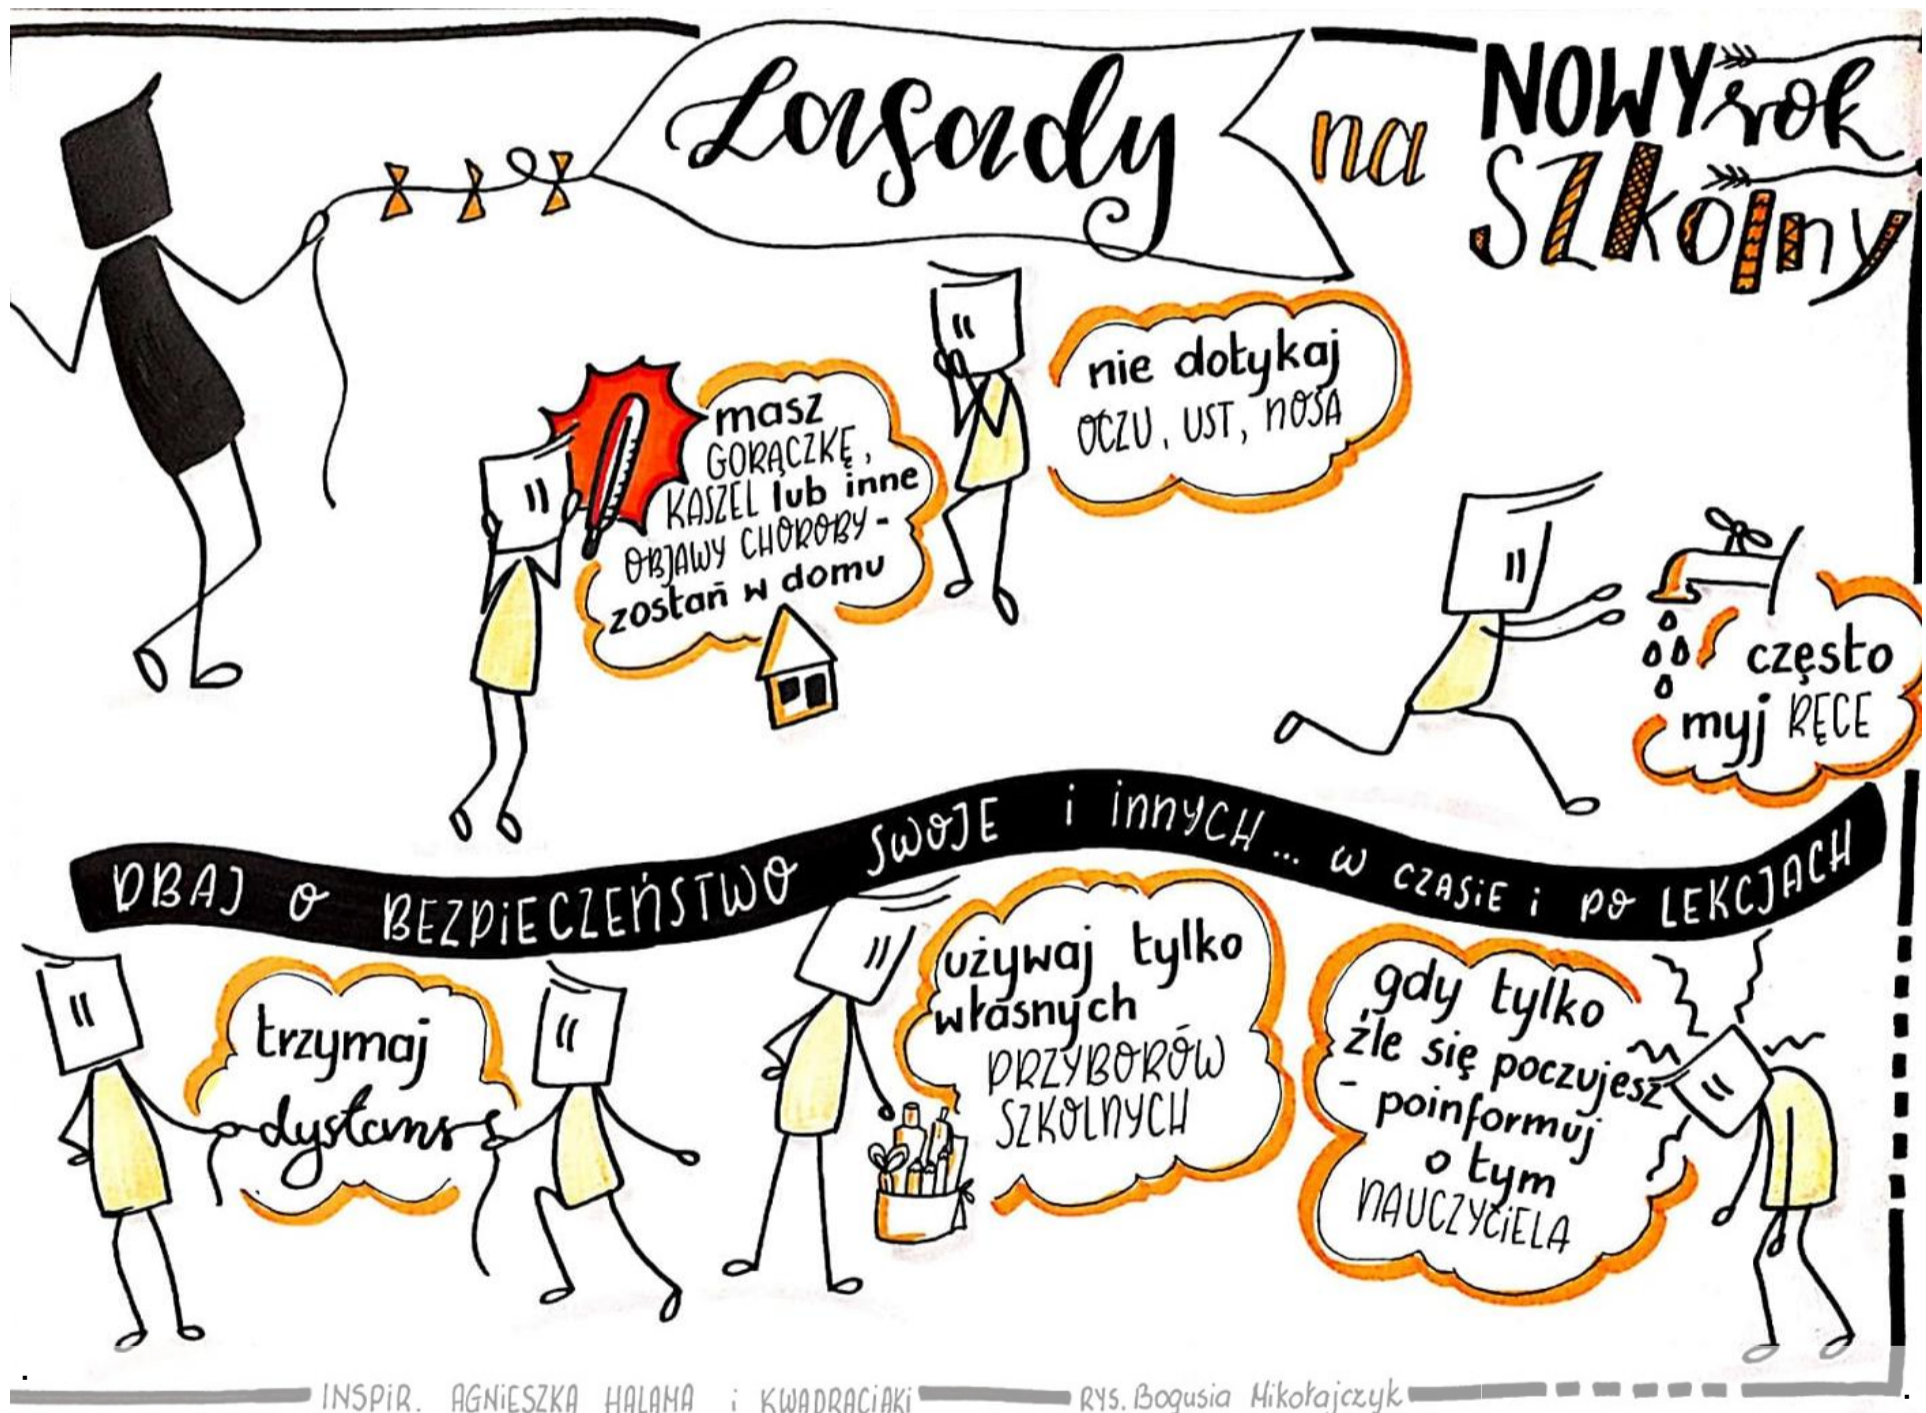 Zasady
na
NOWY rok
SZKOlny
nie dotykaj
OCZU, UST, NOSA
masz
GORĄCZKĘ,
KASZEL lub inne
OBJAWY CHOROBY -
zostań w domu
często
myj RĘCE
DBAJ O BEZPIECZEŃSTWO SWOJE i iNNYCH... W CZASiE i PO LEKCJACH
trzymaj
dystans
używaj tylko
własnych
PRZYBORÓW
SZKOLNYCH
gdy tylko
źle się poczujesz
- poinformuj
o tym
NAUCZYCiELA
INSPiR. AGNiESZKA HALAMA i KWADRACiAKi
RYS. Bogusia Mikołajczyk